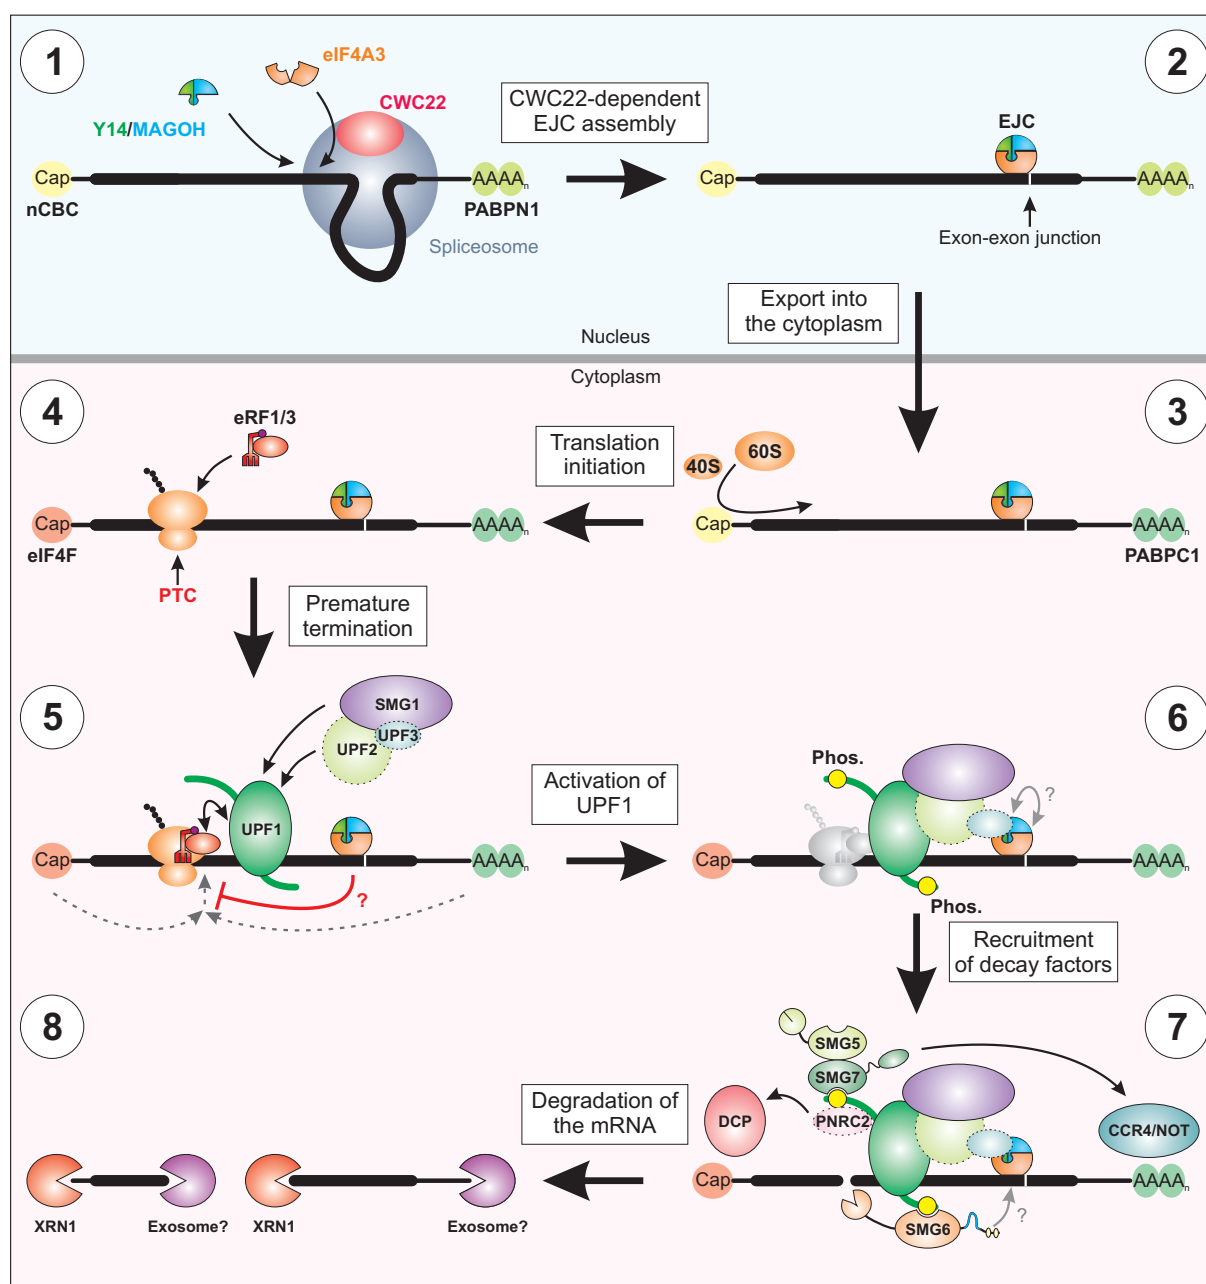 1
eIF4A3
CWC22
Y14/MAGOH
Cap
nCBC
AAAAn
PABPN1
Spliceosome
CWC22-dependent
EJC assembly
2
EJC
Cap
AAAAn
Exon-exon junction
Export into
the cytoplasm
Nucleus
Cytoplasm
3
40S
60S
Cap
AAAAn
PABPC1
Translation
initiation
4
eRF1/3
Cap
eIF4F
AAAAn
PTC
Premature
termination
5
SMG1
UPF3
UPF2
UPF1
Cap
AAAAn
?
Activation of
UPF1
6
Phos.
?
Cap
AAAAn
Phos.
Recruitment
of decay factors
7
SMG5
SMG7
PNRC2
DCP
CCR4/NOT
Cap
AAAAn
?
SMG6
Degradation of
the mRNA
8
XRN1
Exosome?
XRN1
Exosome?